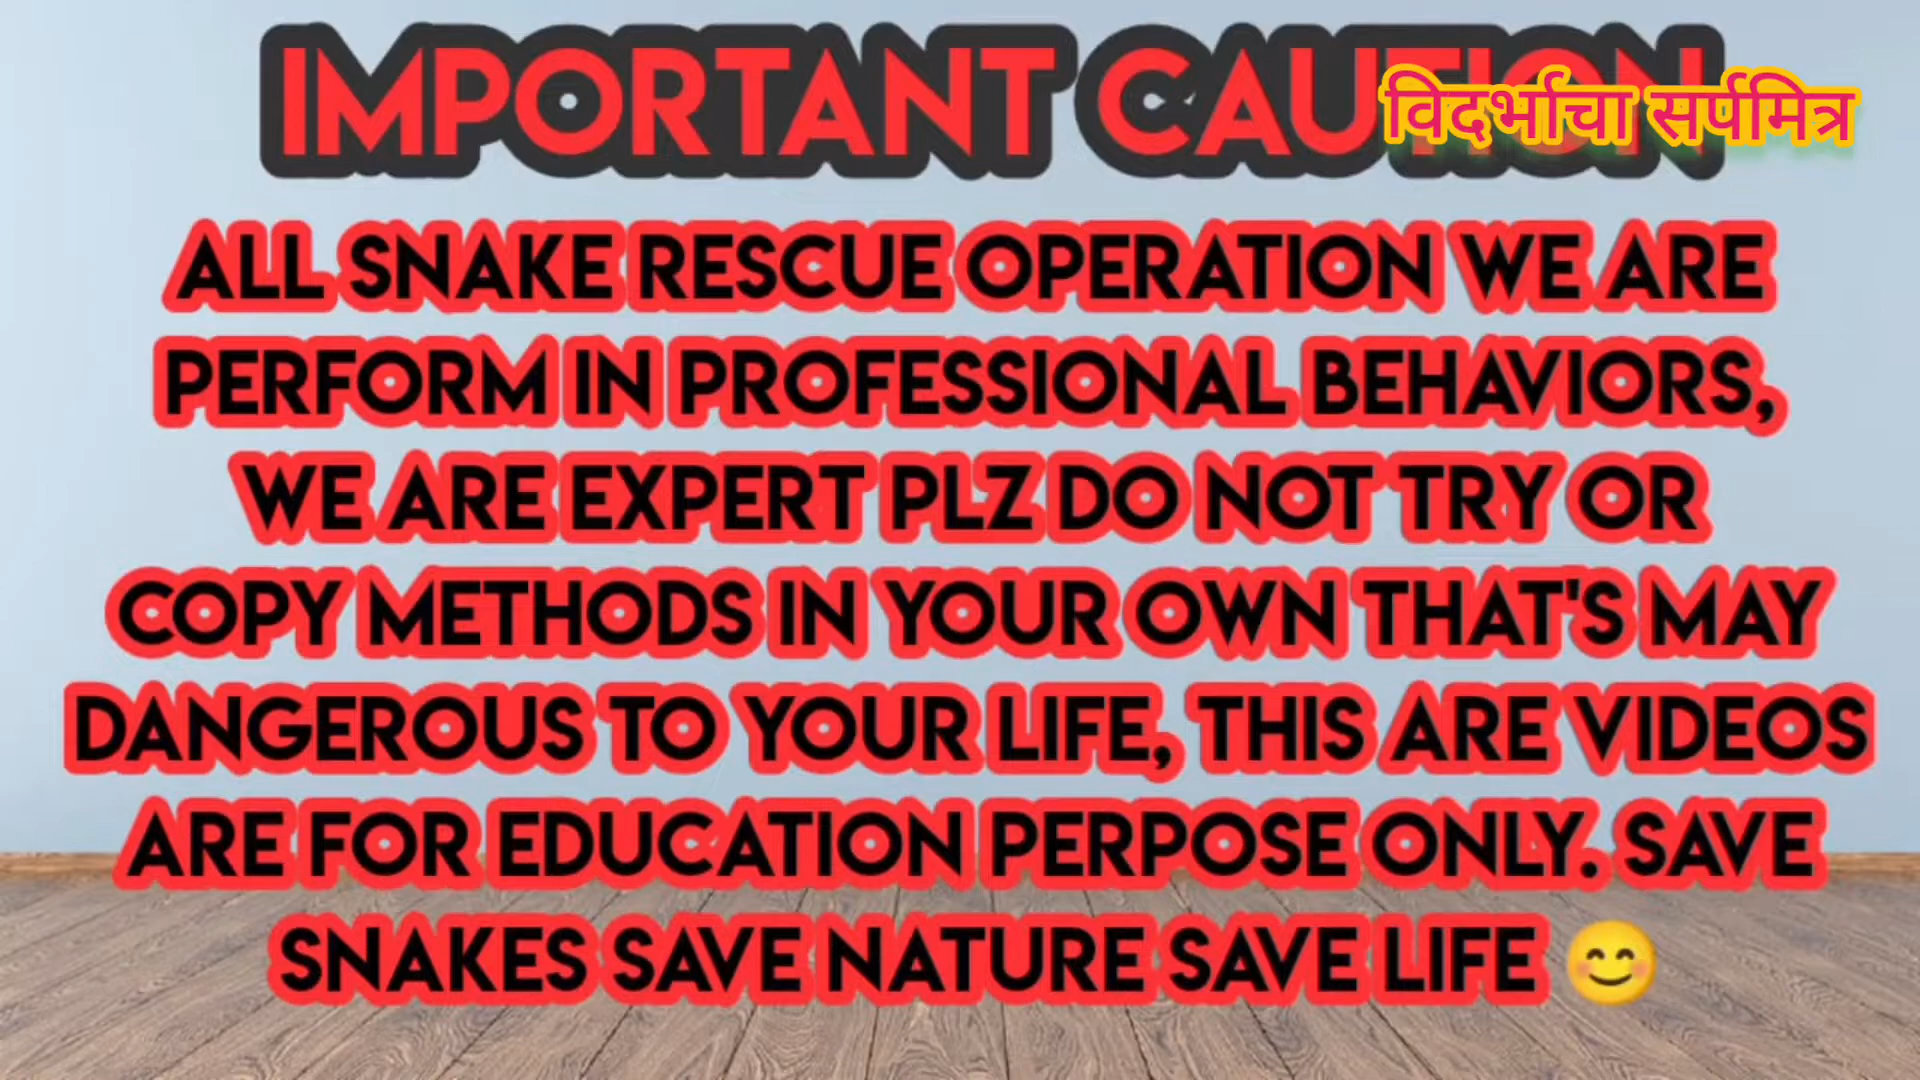 IMPORTANT CAUTION
विदर्भाचा सर्पमित्र
ALL SNAKE RESCUE OPERATION WE ARE
PERFORM IN PROFESSIONAL BEHAVIORS,
WE ARE EXPERT PLZ DO NOT TRY OR
COPY METHODS IN YOUR OWN THAT'S MAY
DANGEROUS TO YOUR LIFE, THIS ARE VIDEOS
ARE FOR EDUCATION PERPOSE ONLY. SAVE
SNAKES SAVE NATURE SAVE LIFE 😊